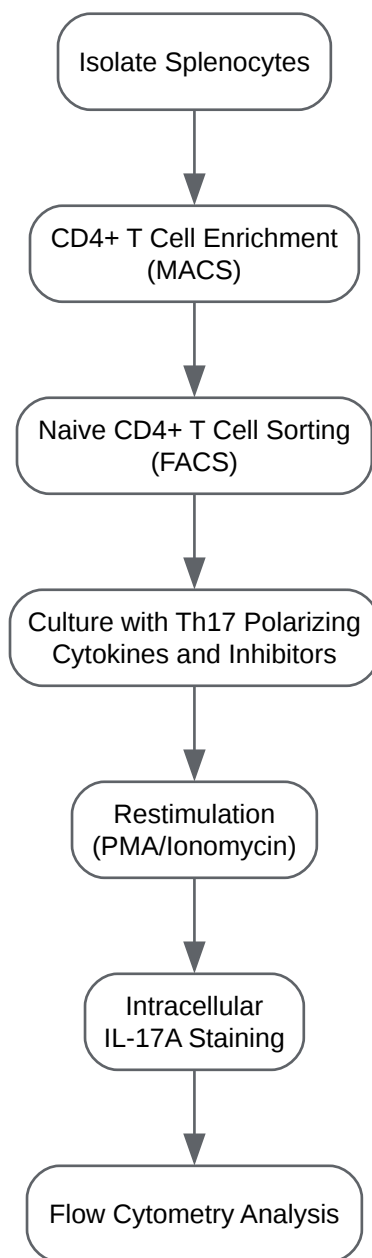 Isolate Splenocytes
CD4+ T Cell Enrichment
(MACS)
Naive CD4+ T Cell Sorting
(FACS)
Culture with Th17 Polarizing
Cytokines and Inhibitors
Restimulation
(PMA/Ionomycin)
Intracellular
IL-17A Staining
Flow Cytometry Analysis